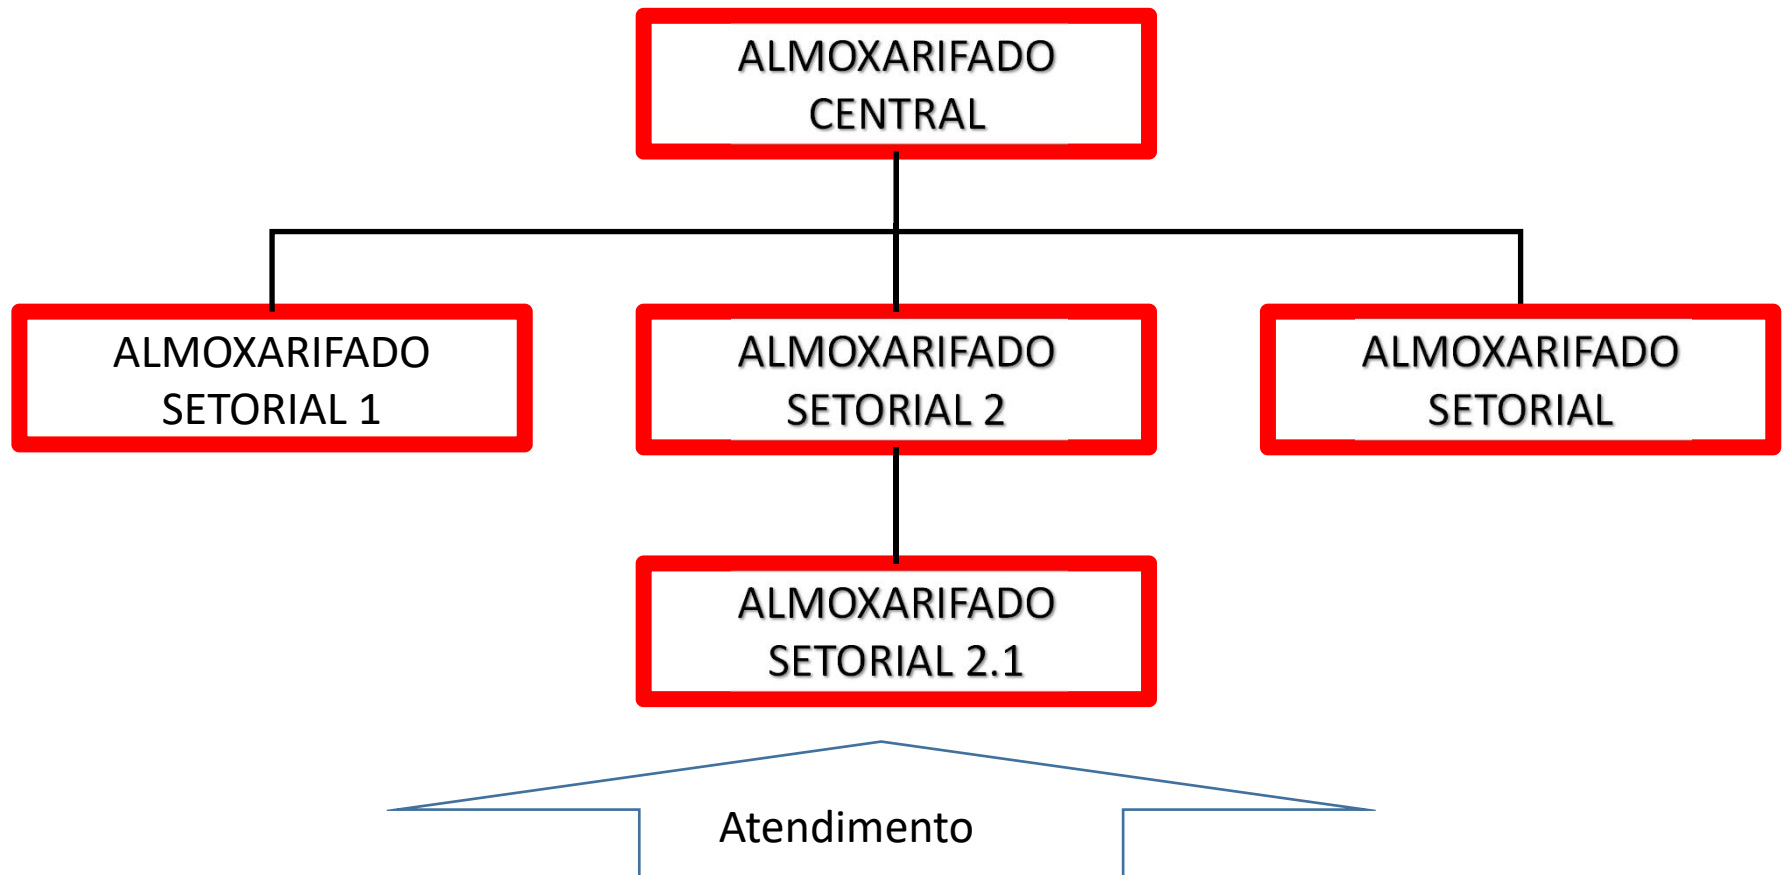 ALMOXARIFADO
CENTRAL
ALMOXARIFADO
SETORIAL 1
ALMOXARIFADO
SETORIAL 2
ALMOXARIFADO
SETORIAL
ALMOXARIFADO
SETORIAL 2.1
Atendimento